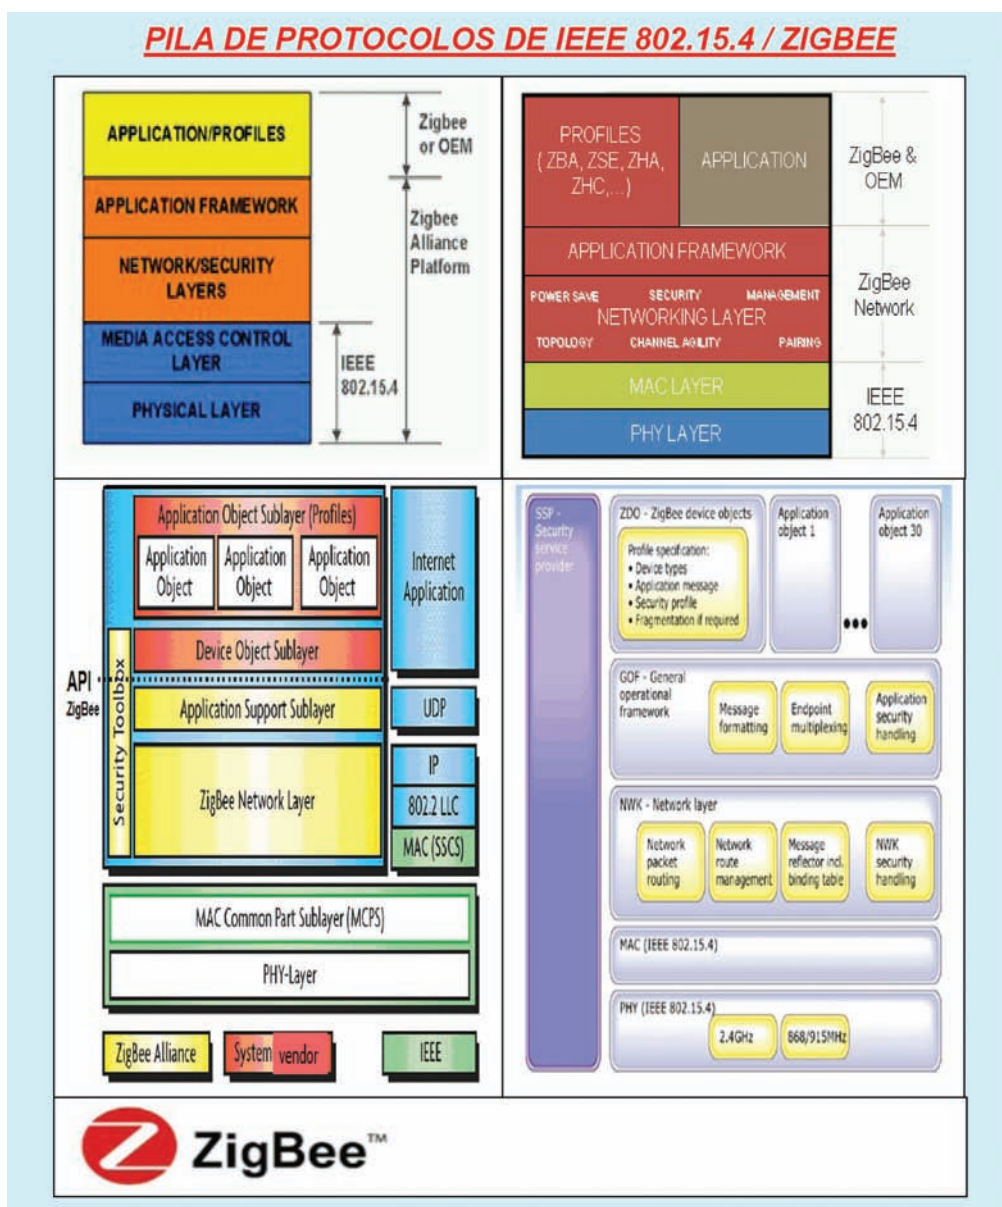 PILA DE PROTOCOLOS DE IEEE 802.15.4 / ZIGBEE
APPLICATION/PROFILES
APPLICATION FRAMEWORK
NETWORK/SECURITY
LAYERS
MEDIA ACCESS CONTROL
LAYER
PHYSICAL LAYER
Zigbee
or OEM
Zigbee
Alliance
Platform
IEEE
802.15.4
PROFILES
( ZBA, ZSE, ZHA,
ZHC,...)
APPLICATION
APPLICATION FRAMEWORK
POWER SAVE SECURITY MANAGEMENT
NETWORKING LAYER
TOPOLOGY CHANNEL AGILITY PAIRING
MAC LAYER
PHY LAYER
ZigBee &
OEM
ZigBee
Network
IEEE
802.15.4
Application Object Sublayer (Profiles)
Application
Object
Application
Object
Application
Object
Device Object Sublayer
API
ZigBee
Security Toolbox
Application Support Sublayer
ZigBee Network Layer
Internet
Application
UDP
IP
802.2 LLC
MAC (SSCS)
MAC Common Part Sublayer (MCPS)
PHY-Layer
ZigBee Alliance
System vendor
IEEE
SSP -
Security
service
provider
ZDO - ZigBee device objects
Profile specification:
• Device types
• Application message
• Security profile
• Fragmentation if required
Application
object 1
•••
Application
object 30
GOF - General
operational
framework
Message
formatting
Endpoint
multiplexing
Application
security
handling
NWK - Network layer
Network
packet
routing
Network
route
management
Message
reflector incl.
binding table
NWK
security
handling
MAC (IEEE 802.15.4)
PHY (IEEE 802.15.4)
2.4GHz
868/915MHz
ZigBee™